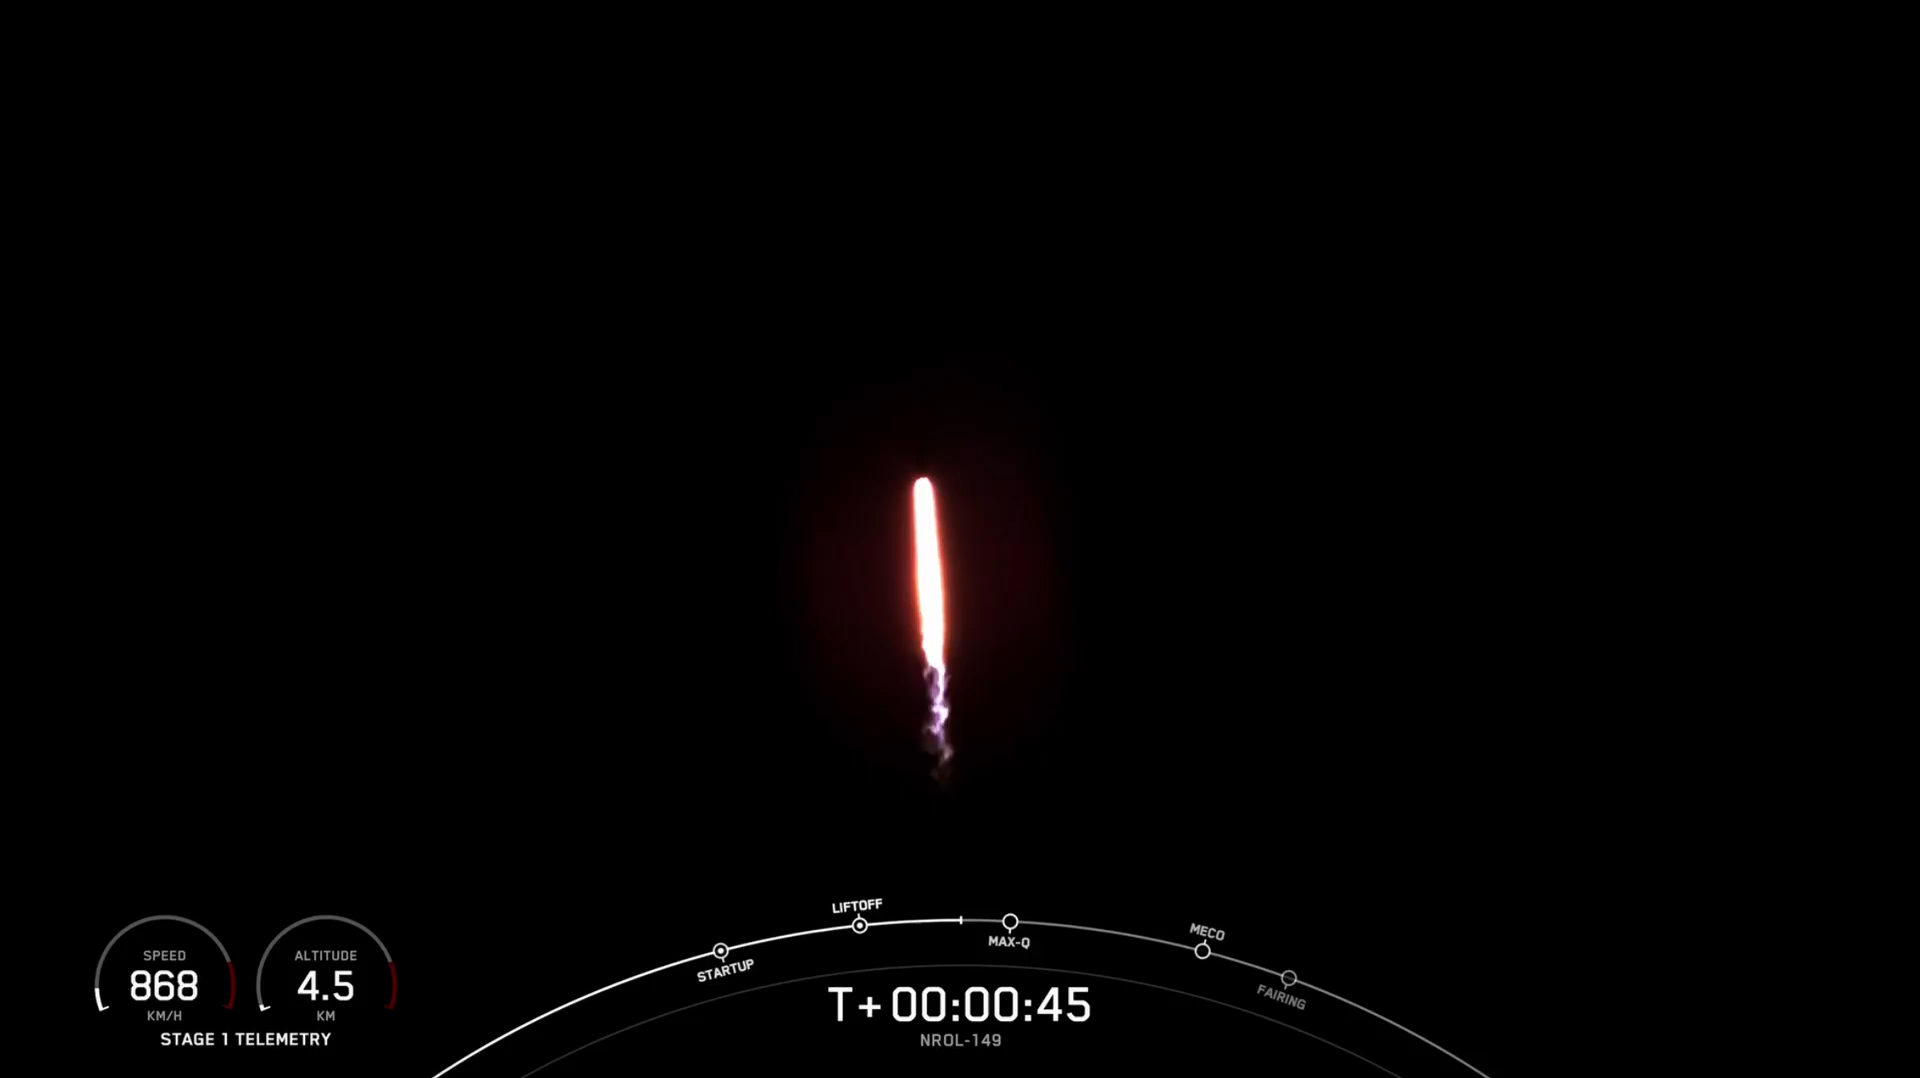 LIFTOFF
STARTUP
MAX-Q
MECO
FAIRING
SPEED
868
KM/H
ALTITUDE
4.5
KM
STAGE 1 TELEMETRY
T+ 00:00:45
NROL-149